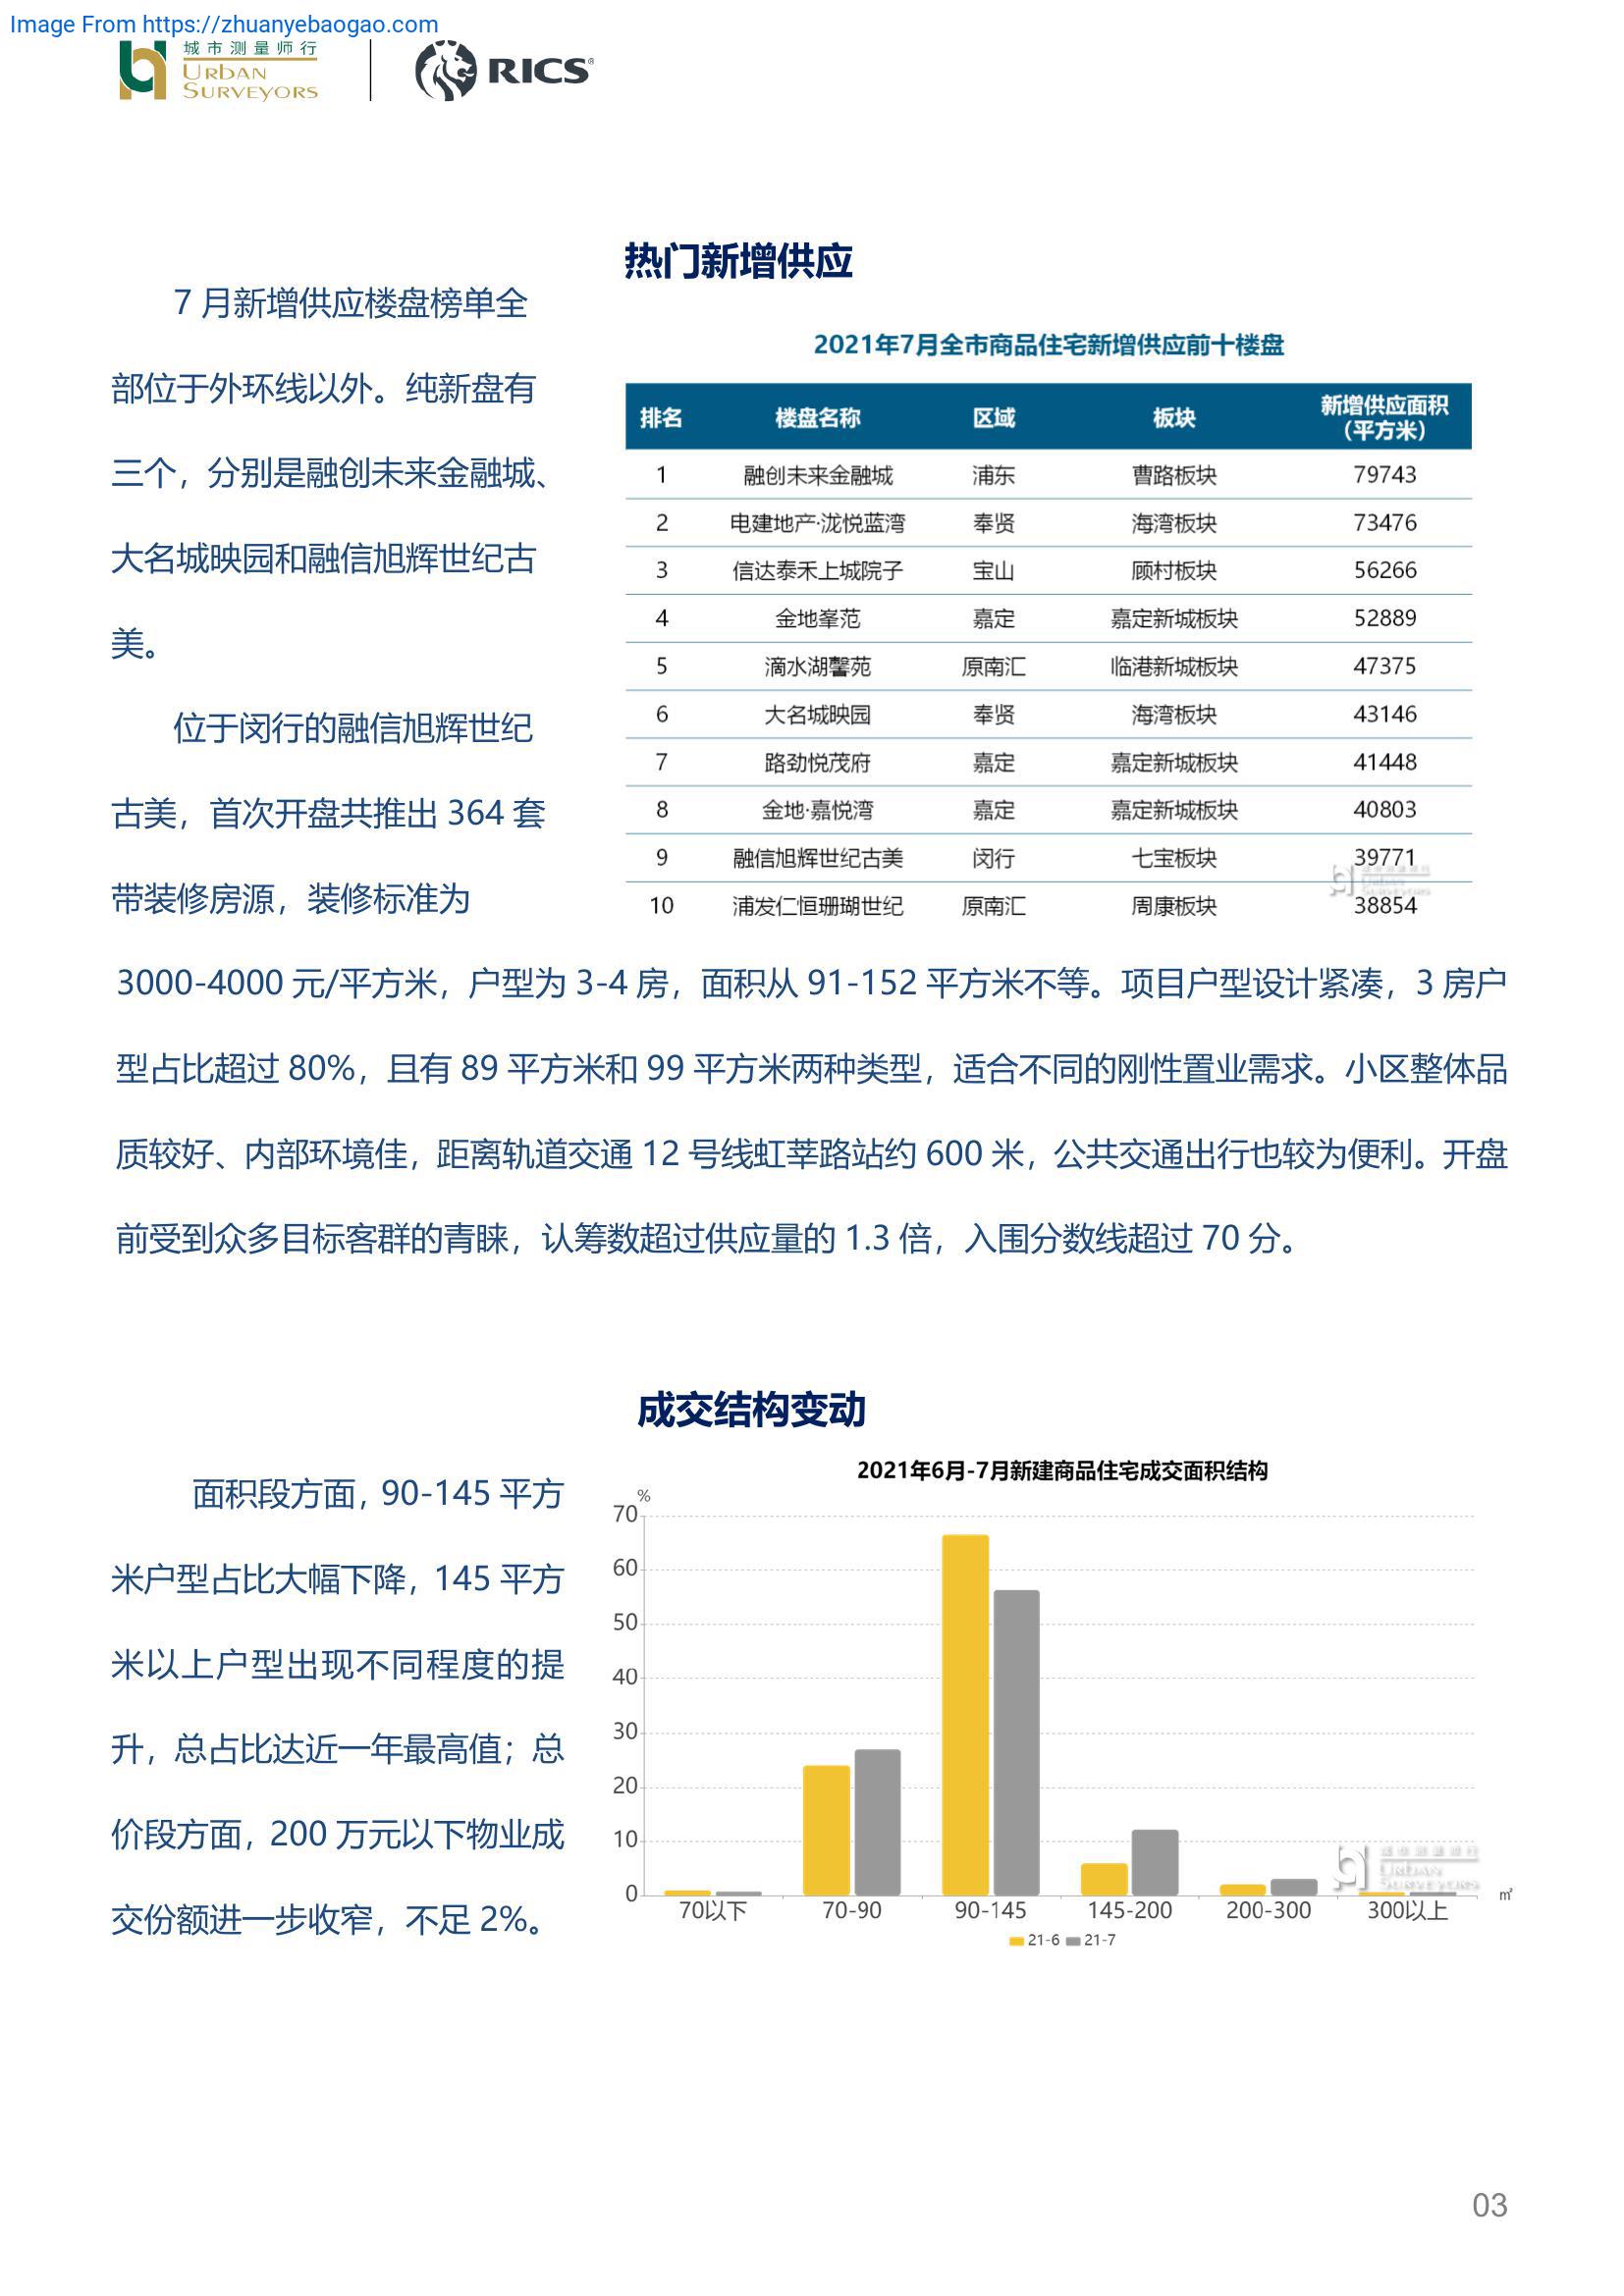 Image From https://zhuanyebaogao.com
城市测量师行
URBAN
SURVEYORS
RICS®
热门新增供应
7 月新增供应楼盘榜单全
部位于外环线以外。纯新盘有
三个，分别是融创未来金融城、
大名城映园和融信旭辉世纪古
美。
位于闵行的融信旭辉世纪
古美，首次开盘共推出 364 套
带装修房源，装修标准为
2021年7月全市商品住宅新增供应前十楼盘
排名 楼盘名称 区域 板块 新增供应面积
（平方米）
1 融创未来金融城 浦东 曹路板块 79743
2 电建地产·泷悦蓝湾 奉贤 海湾板块 73476
3 信达泰禾上城院子 宝山 顾村板块 56266
4 金地峯范 嘉定 嘉定新城板块 52889
5 滴水湖馨苑 原南汇 临港新城板块 47375
6 大名城映园 奉贤 海湾板块 43146
7 路劲悦茂府 嘉定 嘉定新城板块 41448
8 金地·嘉悦湾 嘉定 嘉定新城板块 40803
9 融信旭辉世纪古美 闵行 七宝板块 39771
10 浦发仁恒珊瑚世纪 原南汇 周康板块 38854
3000-4000 元/平方米，户型为 3-4 房，面积从 91-152 平方米不等。项目户型设计紧凑，3 房户
型占比超过 80%，且有 89 平方米和 99 平方米两种类型，适合不同的刚性置业需求。小区整体品
质较好、内部环境佳，距离轨道交通 12 号线虹莘路站约 600 米，公共交通出行也较为便利。开盘
前受到众多目标客群的青睐，认筹数超过供应量的 1.3 倍，入围分数线超过 70 分。
成交结构变动
面积段方面，90-145 平方
米户型占比大幅下降，145 平方
米以上户型出现不同程度的提
升，总占比达近一年最高值；总
价段方面，200 万元以下物业成
交份额进一步收窄，不足 2%。
2021年6月-7月新建商品住宅成交面积结构
%
70
60
50
40
30
20
10
0
70以下 70-90 90-145 145-200 200-300 300以上 ㎡
21-6 21-7
城市测量师行
URBAN
SURVEYORS
03